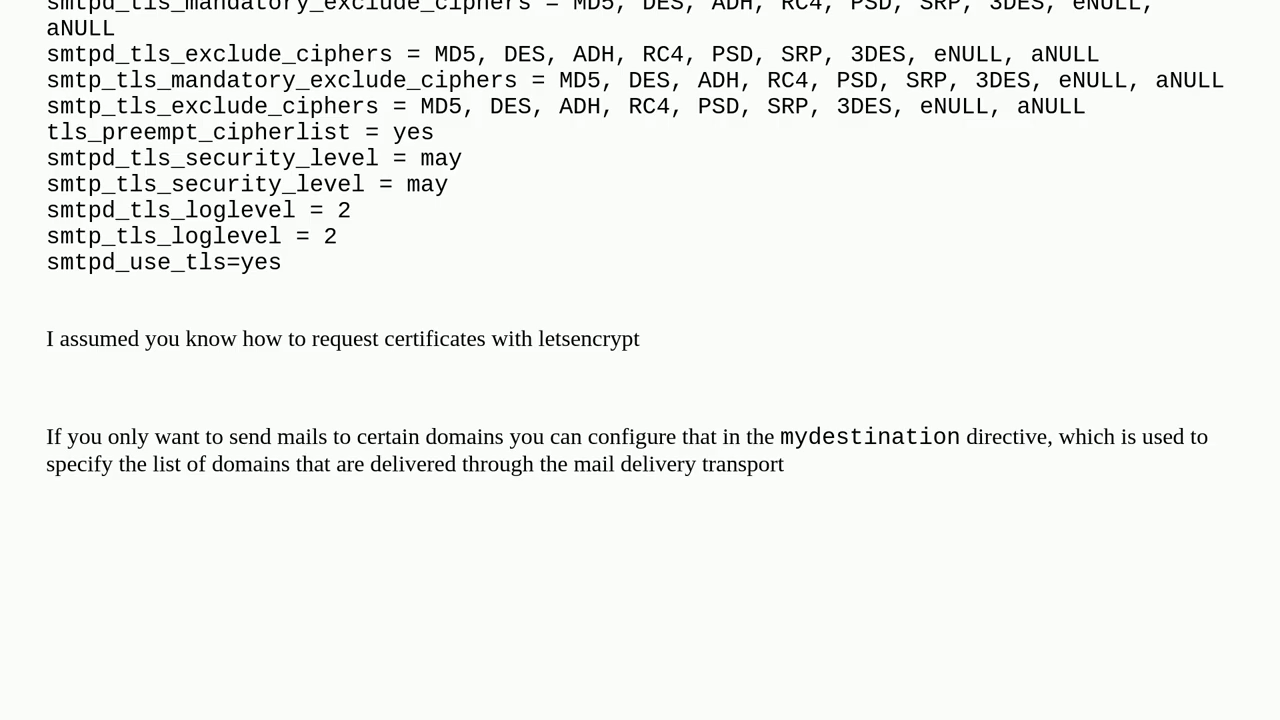 smtpd_tls_mandatory_exclude_ciphers = MD5, DES, ADH, RC4, PSD, SRP, 3DES, eNULL,
aNULL
smtpd_tls_exclude_ciphers = MD5, DES, ADH, RC4, PSD, SRP, 3DES, eNULL, aNULL
smtp_tls_mandatory_exclude_ciphers = MD5, DES, ADH, RC4, PSD, SRP, 3DES, eNULL, aNULL
smtp_tls_exclude_ciphers = MD5, DES, ADH, RC4, PSD, SRP, 3DES, eNULL, aNULL
tls_preempt_cipherlist = yes
smtpd_tls_security_level = may
smtp_tls_security_level = may
smtpd_tls_loglevel = 2
smtp_tls_loglevel = 2
smtpd_use_tls=yes
I assumed you know how to request certificates with letsencrypt
If you only want to send mails to certain domains you can configure that in the mydestination directive, which is used to
specify the list of domains that are delivered through the mail delivery transport